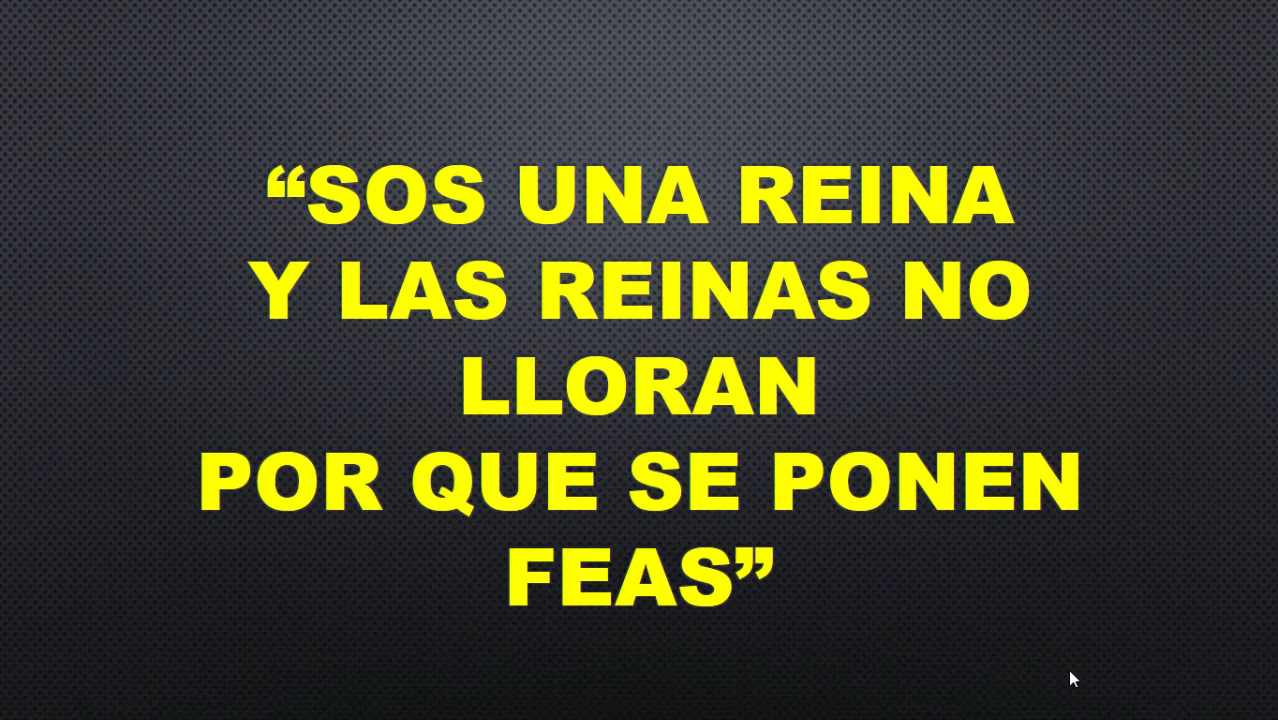 “SOS UNA REINA
Y LAS REINAS NO
LLORAN
POR QUE SE PONEN
FEAS”